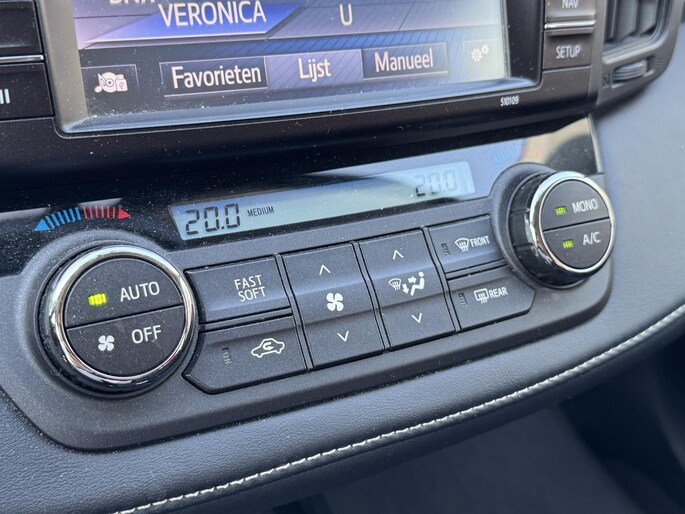 VERONICA U
NAV
Favorieten Lijst Manueel
SETUP
510109
20.0 MEDIUM 20.0
AUTO
OFF
FAST
SOFT
FRONT
REAR
MONO
A/C